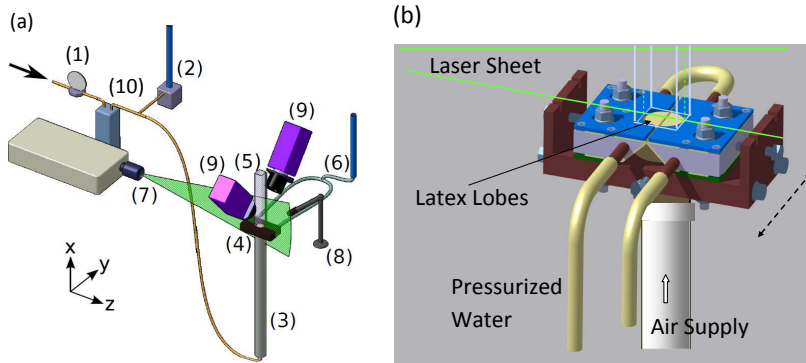 (a)
(1)
(10)
(2)
(9)
(9)
(5)
(6)
(7)
(4)
(8)
(3)
x
y
z
(b)
Laser Sheet
Latex Lobes
Pressurized
Water
Air Supply